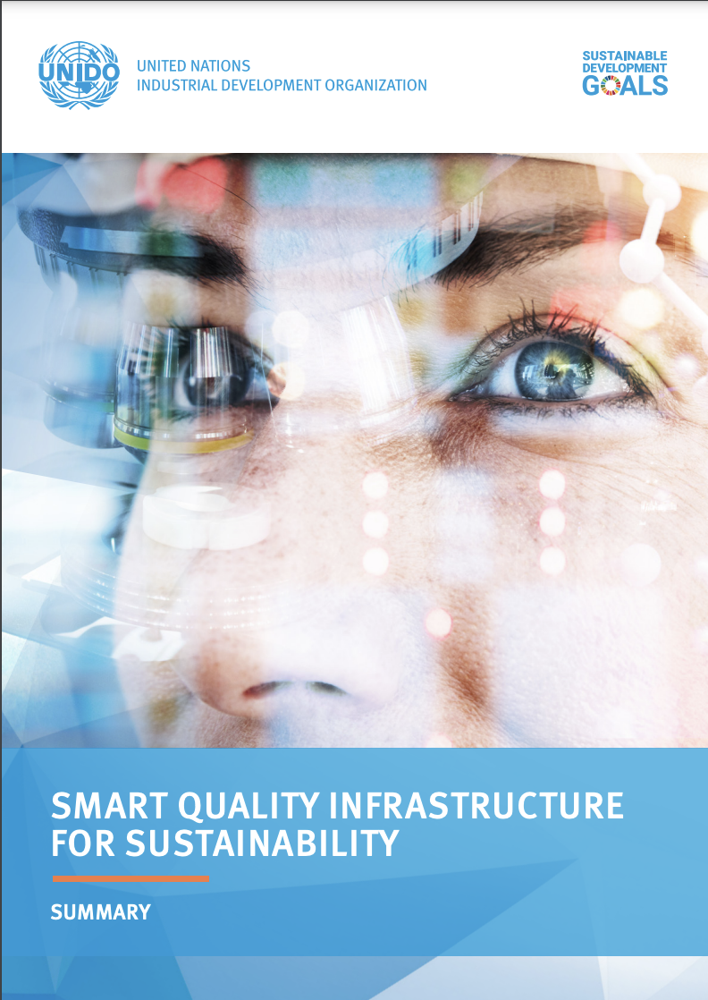 UNIDO
UNITED NATIONS
INDUSTRIAL DEVELOPMENT ORGANIZATION
SUSTAINABLE
DEVELOPMENT
GOALS
SMART QUALITY INFRASTRUCTURE
FOR SUSTAINABILITY
SUMMARY